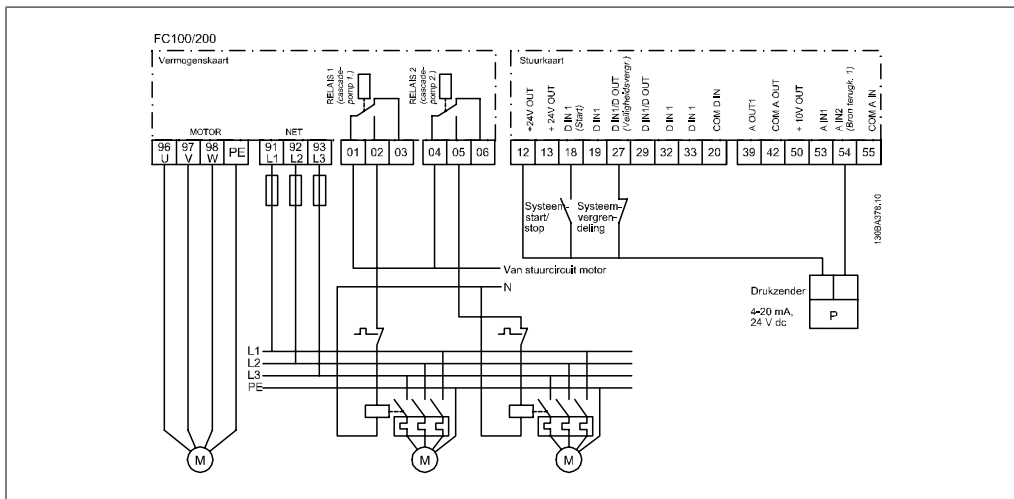 FC100/200
Vermogenskaart
RELAIS 1
(cascade-
pomp 1.)
RELAIS 2
(cascade-
pomp 2.)
MOTOR
NET
96
U
97
V
98
W
PE
91
L1
92
L2
93
L3
01
02
03
04
05
06
Stuurkaart
+24V OUT
+ 24V OUT
D IN 1
(Start)
D IN1
D IN1/D OUT
(Veiligheidsvergr.)
D IN1/D OUT
D IN 1
D IN 1
COM D IN
A OUT1
COM A OUT
+ 10V OUT
A IN1
A IN2
(Bron terugk. 1)
COM A IN
12
13
18
19
27
29
32
33
20
39
42
50
53
54
55
Systeem-
start/
stop
Systeem-
vergren-
deling
130BA378.10
Van stuurcircuit motor
N
Drukzender
4-20 mA,
24 V dc
P
L1
L2
L3
PE
M
M
M